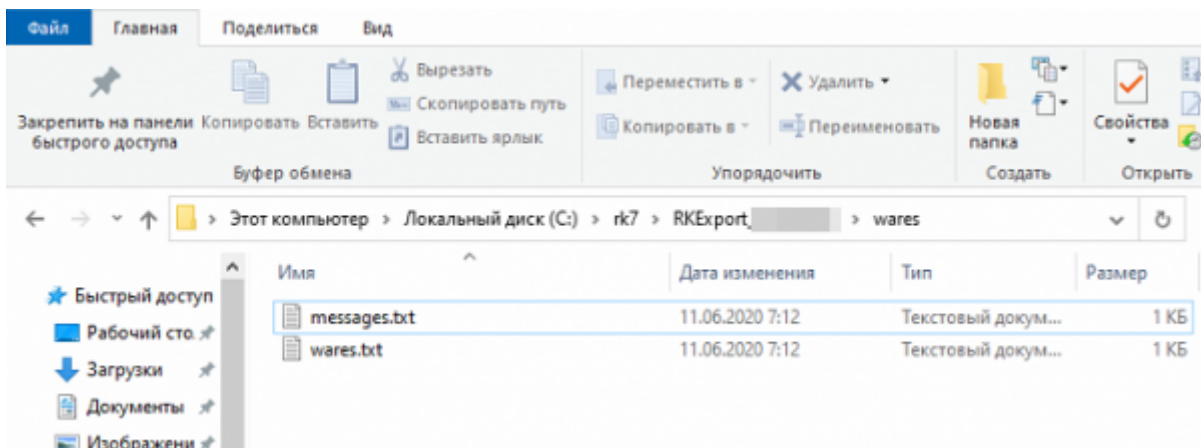 Файл Главная Поделиться Вид
Вырезать
Скопировать путь
Вставить ярлык
Закрепить на панели быстрого доступа
Копировать Вставить
Буфер обмена
Переместить в Удалить
Копировать в Переименовать
Упорядочить
Новая папка
Создать
Свойства
Открыть
Этот компьютер > Локальный диск (C:) > rk7 > RKExport_ > wares
Имя Дата изменения Тип Размер
Быстрый доступ
Рабочий сто
Загрузки
Документы
Изображени
messages.txt 11.06.2020 7:12 Текстовый докум... 1 КБ
wares.txt 11.06.2020 7:12 Текстовый докум... 1 КБ